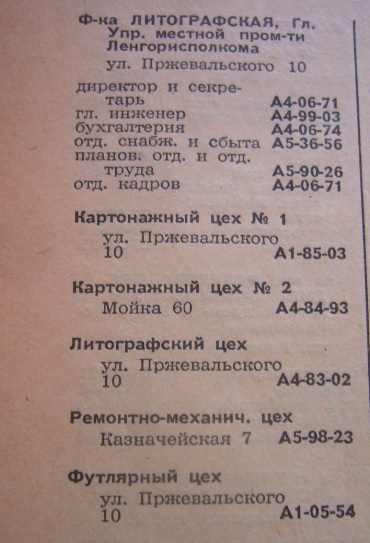 Ф-ка ЛИТОГРАФСКАЯ, Гл.
Упр. местной пром-ти
Ленгорисполкома
ул. Пржевальского 10
директор и секре-
тарь А4-06-71
гл. инженер А4-99-03
бухгалтерия А4-06-74
отд. снабж. и сбыта А5-36-56
планов. отд. и отд.
труда А5-90-26
отд. кадров А4-06-71
Картонажный цех № 1
ул. Пржевальского
10 А1-85-03
Картонажный цех № 2
Мойка 60 А4-84-93
Литографский цех
ул. Пржевальского
10 А4-83-02
Ремонтно-механич. цех
Казначейская 7 А5-98-23
Футлярный цех
ул. Пржевальского
10 А1-05-54